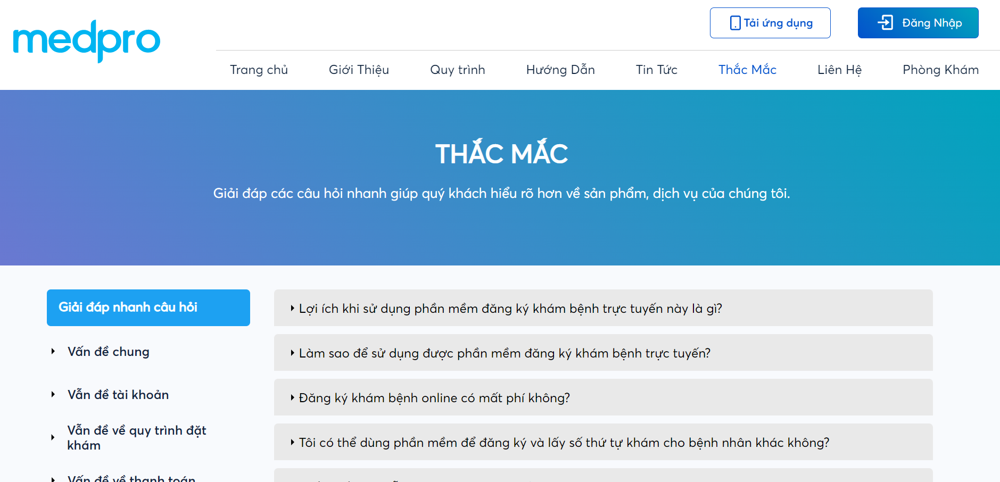 medpro
Tải ứng dụng
Đăng Nhập
Trang chủ
Giới Thiệu
Quy trình
Hướng Dẫn
Tin Tức
Thắc Mắc
Liên Hệ
Phòng Khám
THẮC MẮC
Giải đáp các câu hỏi nhanh giúp quý khách hiểu rõ hơn về sản phẩm, dịch vụ của chúng tôi.
Giải đáp nhanh câu hỏi
Vấn đề chung
Vẫn đề tài khoản
Vẫn đề về quy trình đặt
khám
Vấn đề về thanh toán
Lợi ích khi sử dụng phần mềm đăng ký khám bệnh trực tuyến này là gì?
Làm sao để sử dụng được phần mềm đăng ký khám bệnh trực tuyến?
Đăng ký khám bệnh online có mất phí không?
Tôi có thể dùng phần mềm để đăng ký và lấy số thứ tự khám cho bệnh nhân khác không?